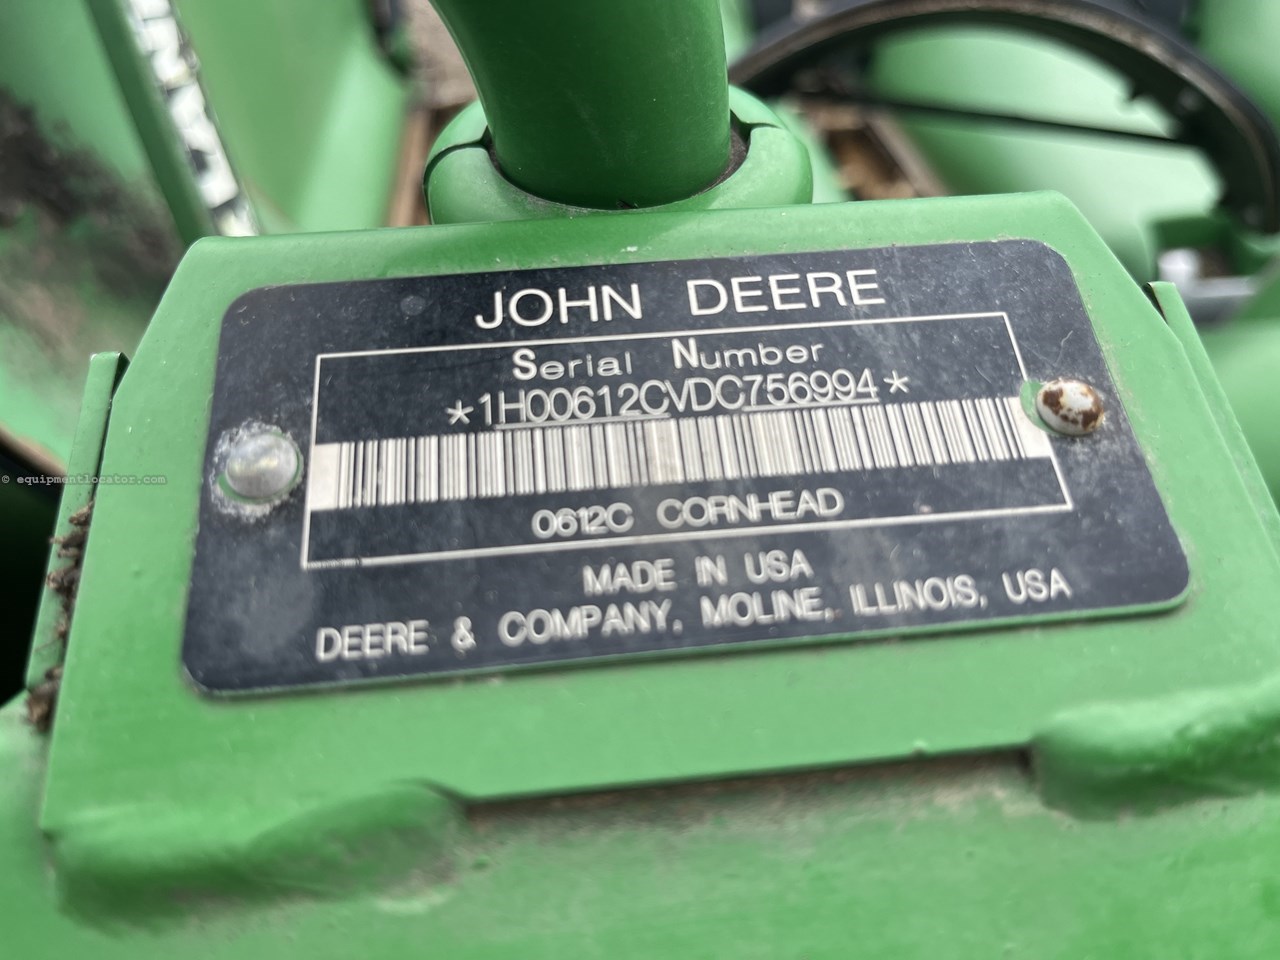 JOHN DEERE
Serial Number
*1H00612CVDC756994*
0612C CORNHEAD
MADE IN USA
DEERE & COMPANY, MOLINE, ILLINOIS, USA
© equipmentlocator.com